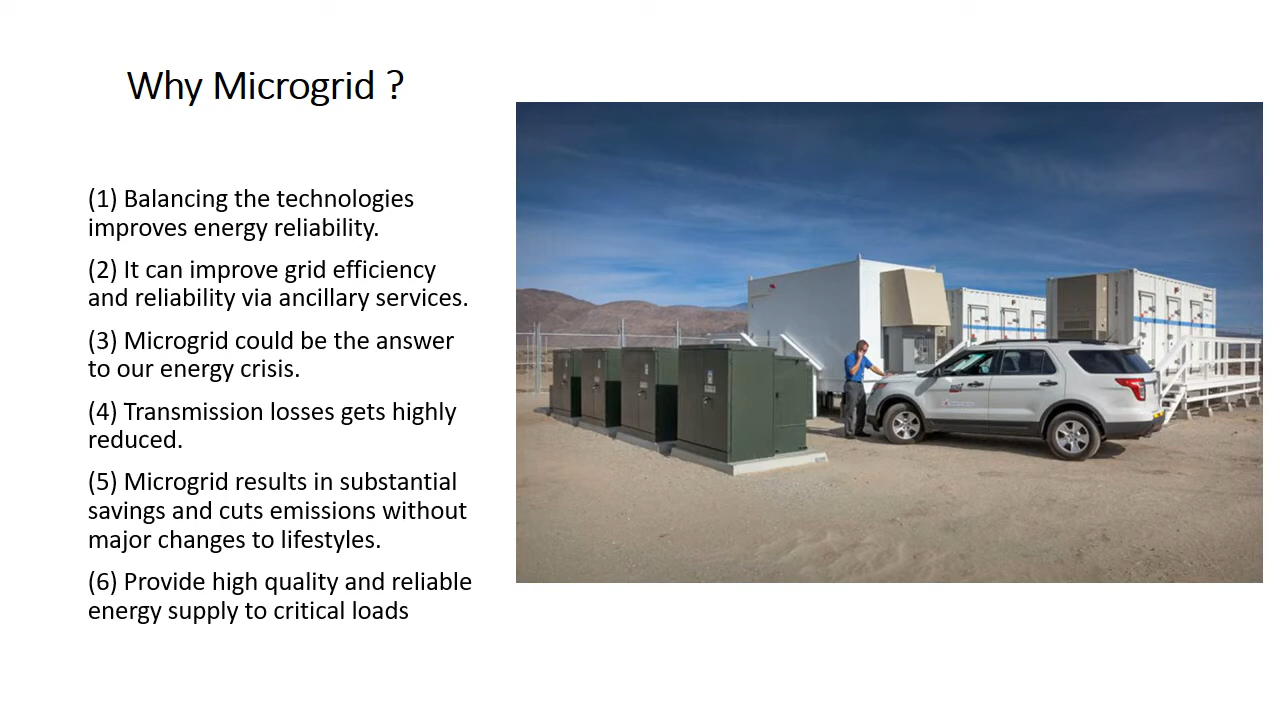 Why Microgrid ?
(1) Balancing the technologies
improves energy reliability.
(2) It can improve grid efficiency
and reliability via ancillary services.
(3) Microgrid could be the answer
to our energy crisis.
(4) Transmission losses gets highly
reduced.
(5) Microgrid results in substantial
savings and cuts emissions without
major changes to lifestyles.
(6) Provide high quality and reliable
energy supply to critical loads